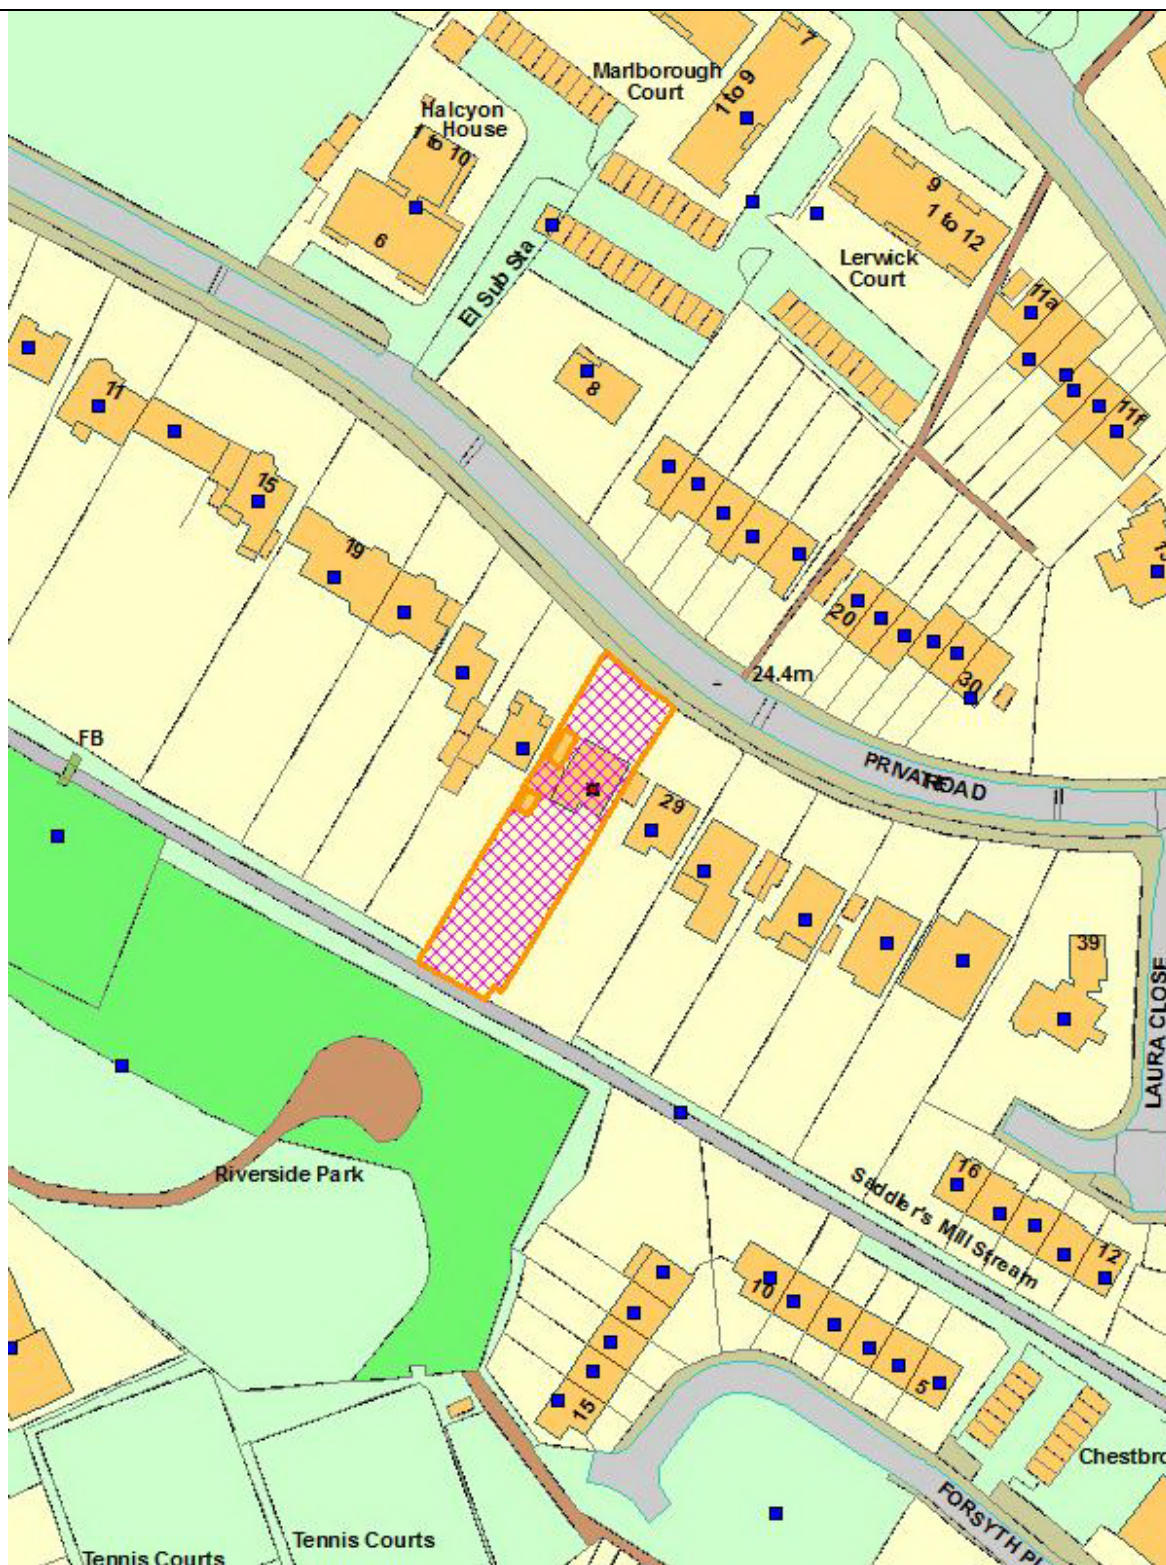 7
Marlborough
Court
1 to 9
Halcyon
House
1 to 10
6
9
1 to 12
El Sub Sta
Lerwick
Court
11a
8
11
11f
15
19
20
24.4m
30
FB
PRIVATE ROAD
29
39
LAURA CLOSE
Riverside Park
16
Saddler's Mill Stream
12
10
5
15
Chestbro
FORSYTH P
Tennis Courts
Tennis Courts